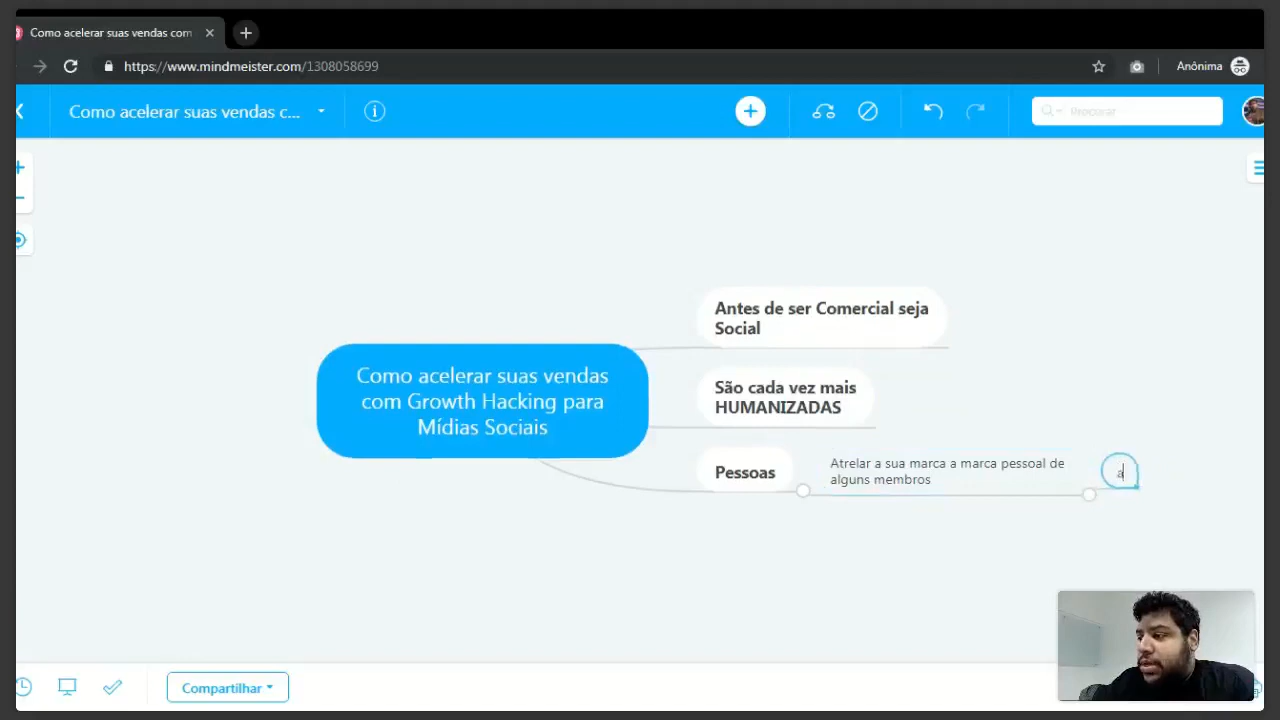 Como acelerar suas vendas com
https://www.mindmeister.com/1308058699
Anônima
Como acelerar suas vendas c...
Procurar
Antes de ser Comercial seja
Social
Como acelerar suas vendas
com Growth Hacking para
Mídias Sociais
São cada vez mais
HUMANIZADAS
Pessoas
Atrelar a sua marca a marca pessoal de
alguns membros
a
Compartilhar